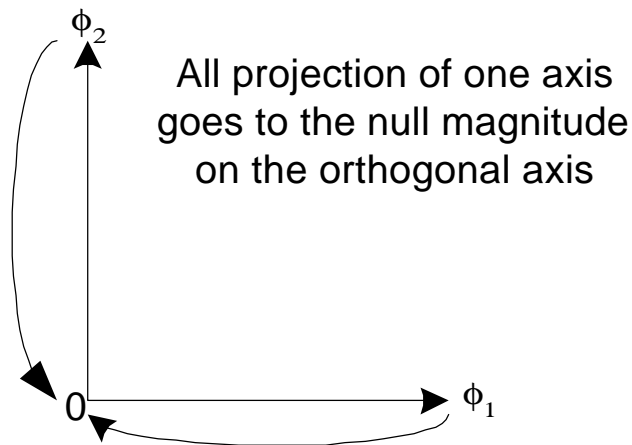 ϕ2
All projection of one axis
goes to the null magnitude
on the orthogonal axis
0
ϕ1